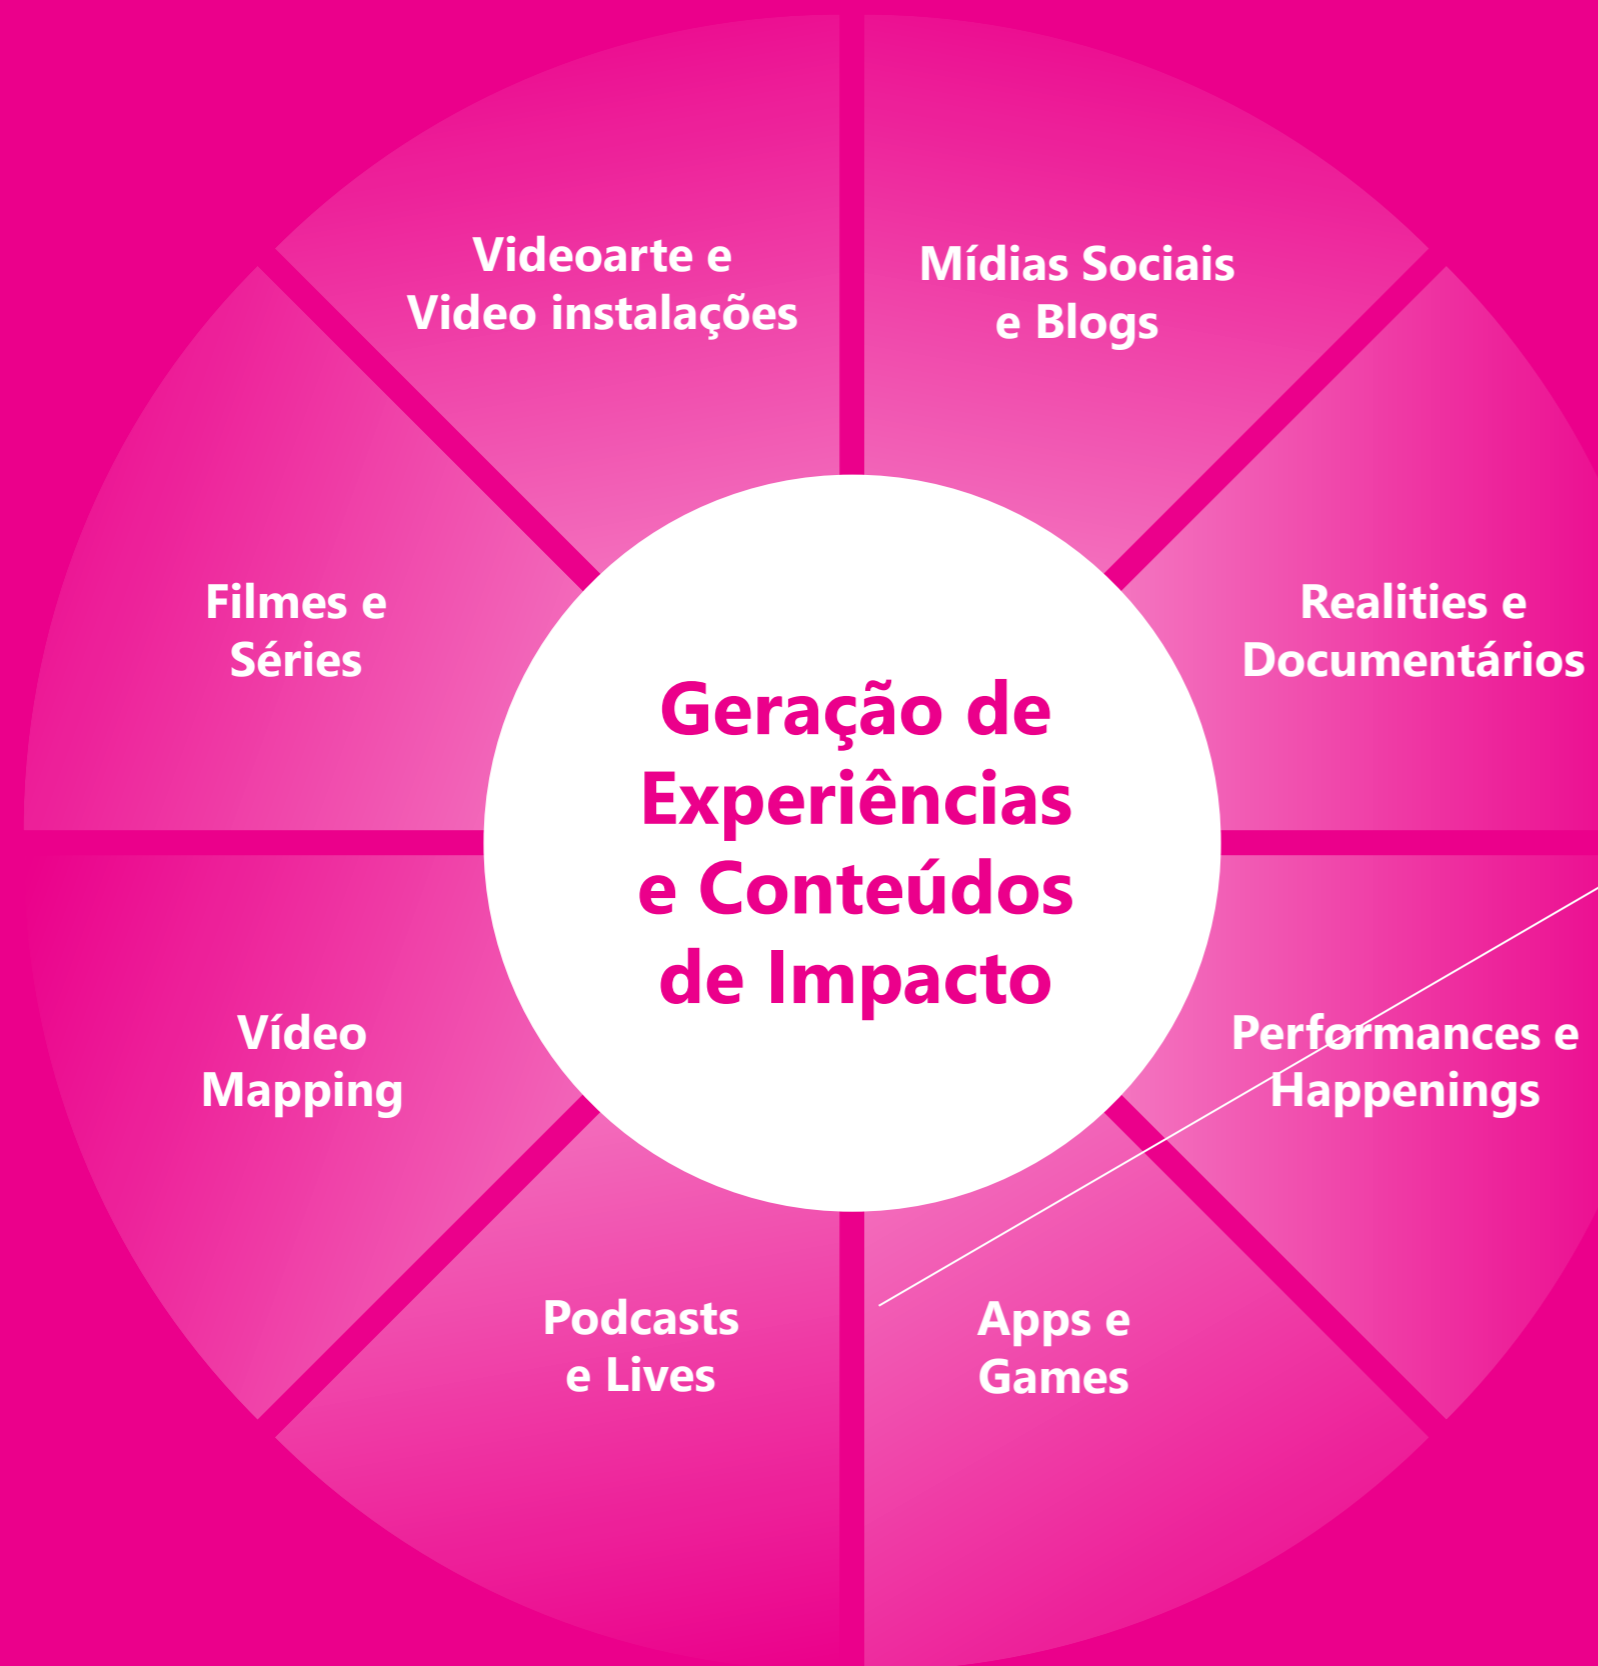 Videoarte e
Video instalações
Mídias Sociais
e Blogs
Filmes e
Séries
Realities e
Documentários
Geração de
Experiências
e Conteúdos
de Impacto
Vídeo
Mapping
Performances e
Happenings
Podcasts
e Lives
Apps e
Games